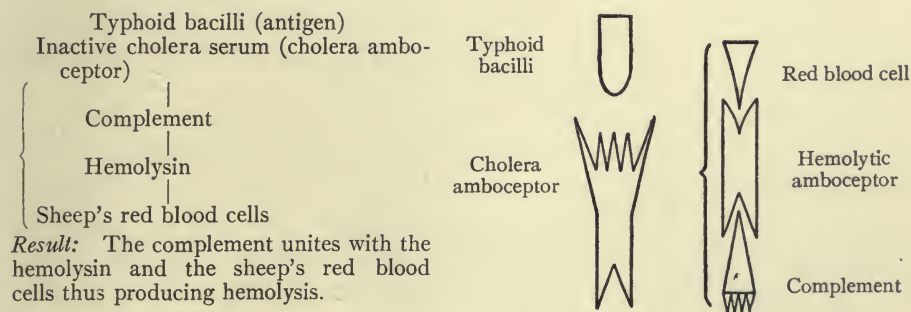 Typhoid bacilli (antigen)
Inactive cholera serum (cholera ambo-
ceptor)
Complement
Hemolysin
Sheep's red blood cells
Result: The complement unites with the
hemolysin and the sheep's red blood
cells thus producing hemolysis.
Typhoid
bacilli
Cholera
amboceptor
Red blood cell
Hemolytic
amboceptor
Complement